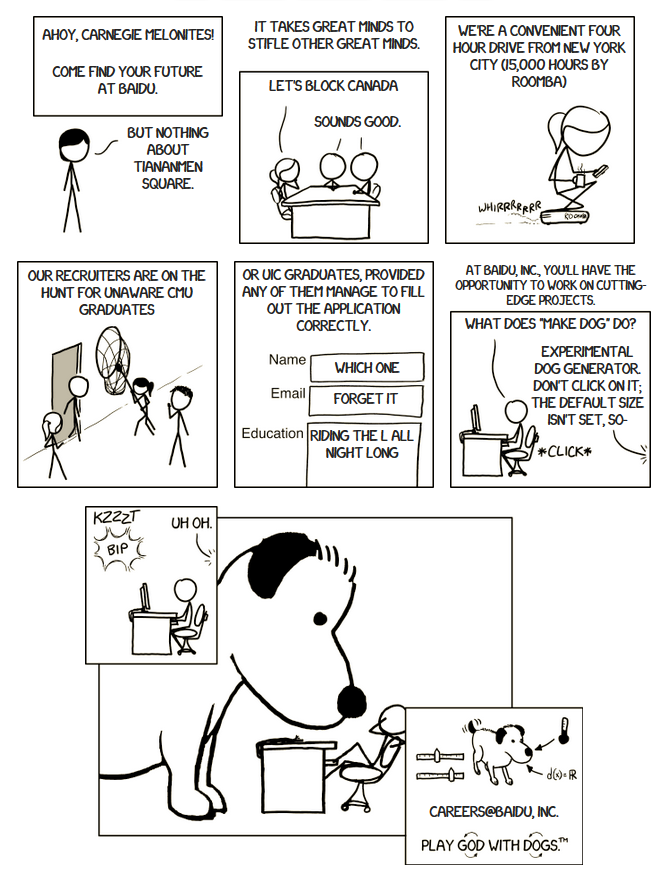 AHOY, CARNEGIE MELONITES!
COME FIND YOUR FUTURE
AT BAIDU.
BUT NOTHING
ABOUT
TIANANMEN
SQUARE.
IT TAKES GREAT MINDS TO
STIFLE OTHER GREAT MINDS.
LET'S BLOCK CANADA
SOUNDS GOOD.
WE'RE A CONVENIENT FOUR
HOUR DRIVE FROM NEW YORK
CITY (15,000 HOURS BY
ROOMBA)
WHIRRRRRRR
ROOMBA
OUR RECRUITERS ARE ON THE
HUNT FOR UNAWARE CMU
GRADUATES
OR UIC GRADUATES, PROVIDED
ANY OF THEM MANAGE TO FILL
OUT THE APPLICATION
CORRECTLY.
Name WHICH ONE
Email FORGET IT
Education RIDING THE L ALL
NIGHT LONG
AT BAIDU, INC., YOU'LL HAVE THE
OPPORTUNITY TO WORK ON CUTTING-
EDGE PROJECTS.
WHAT DOES "MAKE DOG" DO?
EXPERIMENTAL
DOG GENERATOR.
DON'T CLICK ON IT;
THE DEFAULT SIZE
ISN'T SET, SO-
*CLICK*
KZZZT
BIP
UH OH.
d(x)=R
CAREERS@BAIDU, INC.
PLAY GOD WITH DOGS.™